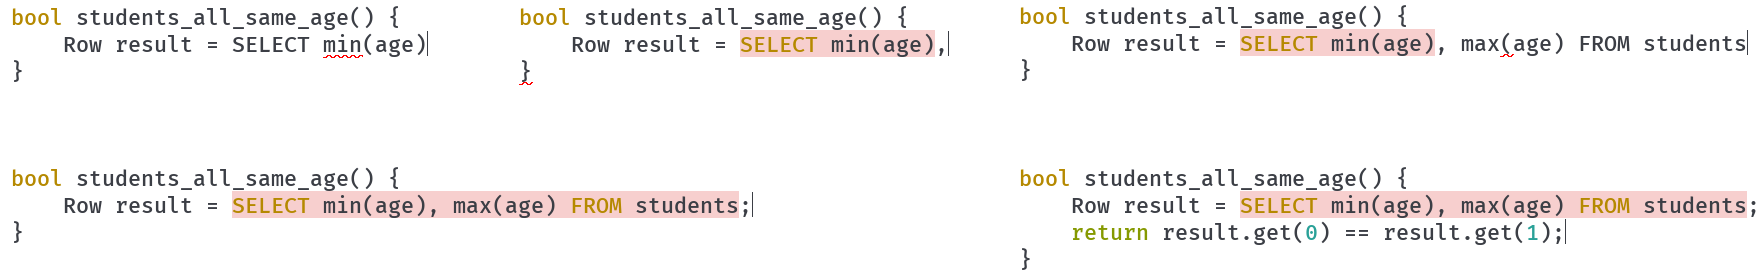 bool students_all_same_age() {
    Row result = SELECT min(age)
}
bool students_all_same_age() {
    Row result = SELECT min(age),
}
bool students_all_same_age() {
    Row result = SELECT min(age), max(age) FROM students
}
bool students_all_same_age() {
    Row result = SELECT min(age), max(age) FROM students;
}
bool students_all_same_age() {
    Row result = SELECT min(age), max(age) FROM students;
    return result.get(0) == result.get(1);
}